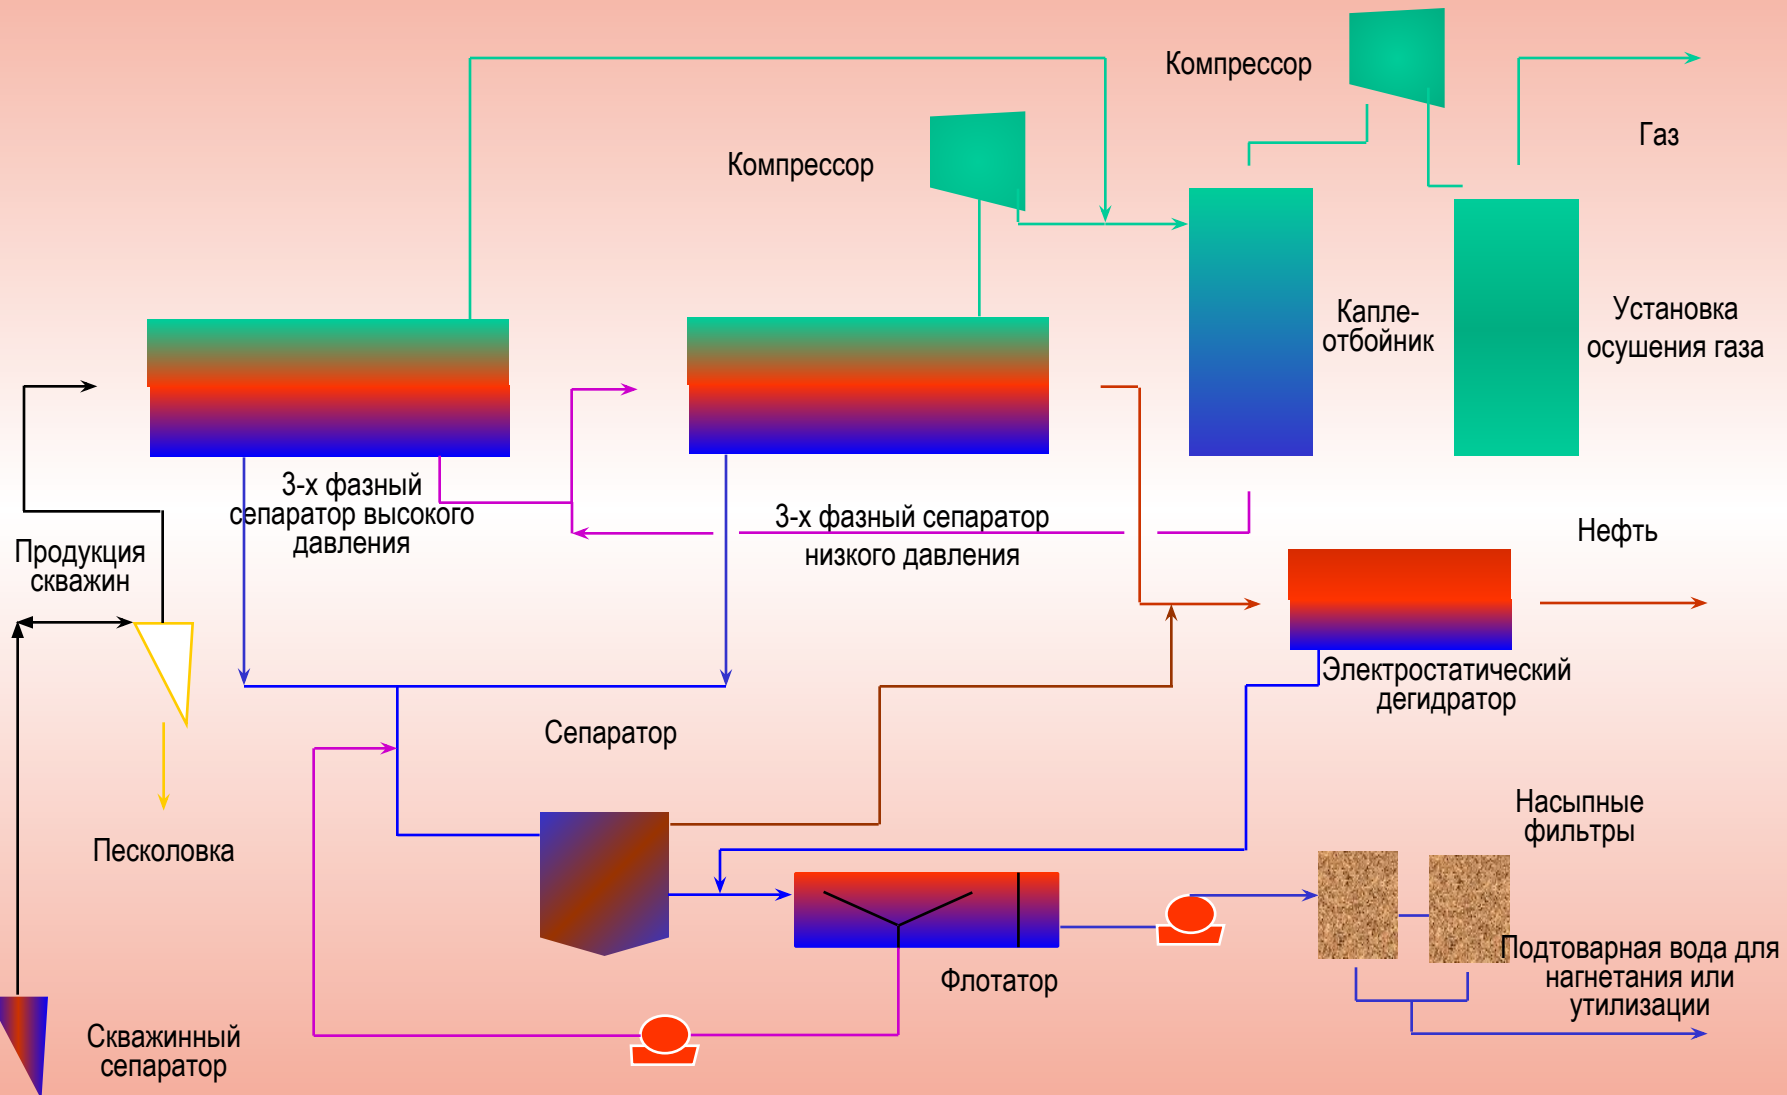 Компрессор
Газ
Компрессор
Капле-
отбойник
Установка
осушения газа
3-х фазный
сепаратор высокого
давления
3-х фазный сепаратор
низкого давления
Нефть
Продукция
скважин
Электростатический
дегидратор
Сепаратор
Насыпные
фильтры
Песколовка
Подтоварная вода для
нагнетания или
утилизации
Флотатор
Скважинный
сепаратор